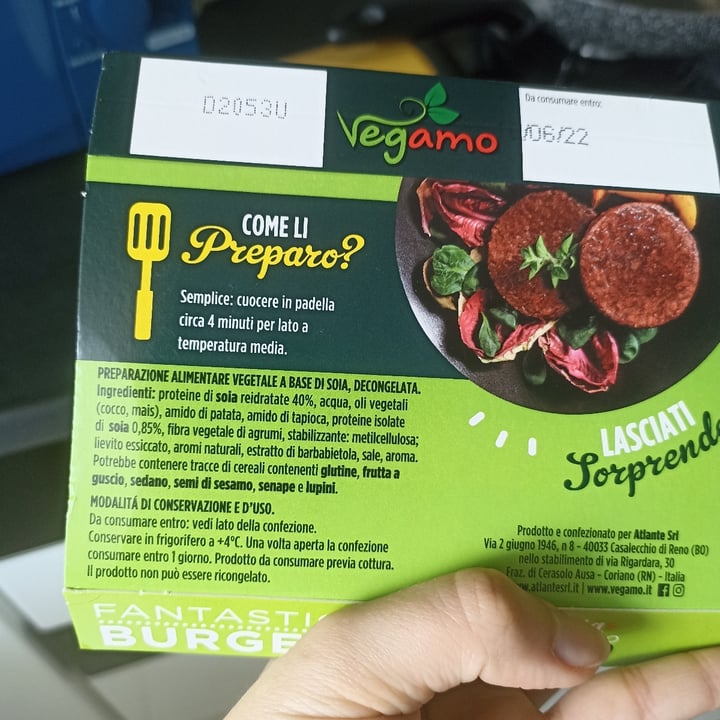 D2053U
Vegamo
Da consumare entro:
/06/22
COME LI
Preparo?
Semplice: cuocere in padella
circa 4 minuti per lato a
temperatura media.
PREPARAZIONE ALIMENTARE VEGETALE A BASE DI SOIA, DECONGELATA.
Ingredienti: proteine di soia reidratate 40%, acqua, oli vegetali
(cocco, mais), amido di patata, amido di tapioca, proteine isolate
di soia 0,85%, fibra vegetale di agrumi, stabilizzante: metilcellulosa;
lievito essiccato, aromi naturali, estratto di barbabietola, sale, aroma.
Potrebbe contenere tracce di cereali contenenti glutine, frutta a
guscio, sedano, semi di sesamo, senape e lupini.
MODALITÁ DI CONSERVAZIONE E D'USO.
Da consumare entro: vedi lato della confezione.
Conservare in frigorifero a +4°C. Una volta aperta la confezione
consumare entro 1 giorno. Prodotto da consumare previa cottura.
Il prodotto non può essere ricongelato.
LASCIATI
Sorprende
Prodotto e confezionato per Atlante Srl
Via 2 giugno 1946, n 8 - 40033 Casalecchio di Reno (BO)
nello stabilimento di via Rigardara, 30
Fraz. di Cerasolo Ausa - Coriano (RN) - Italia
www.atlantesrl.it | www.vegamo.it
FANTASTI
BURGE